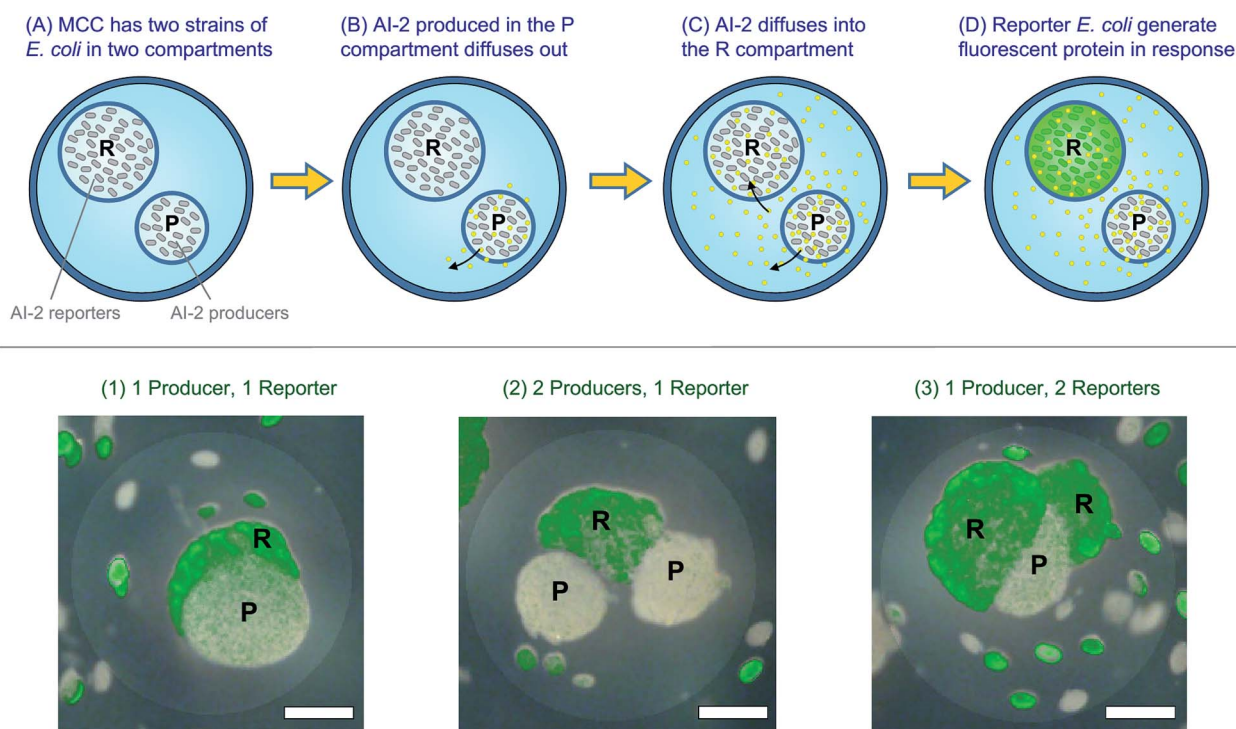 (A) MCC has two strains of
E. coli in two compartments
(B) AI-2 produced in the P
compartment diffuses out
(C) AI-2 diffuses into
the R compartment
(D) Reporter E. coli generate
fluorescent protein in response
R
P
AI-2 reporters
AI-2 producers
R
P
R
P
R
P
(1) 1 Producer, 1 Reporter
(2) 2 Producers, 1 Reporter
(3) 1 Producer, 2 Reporters
R
P
R
P
P
R
R
P